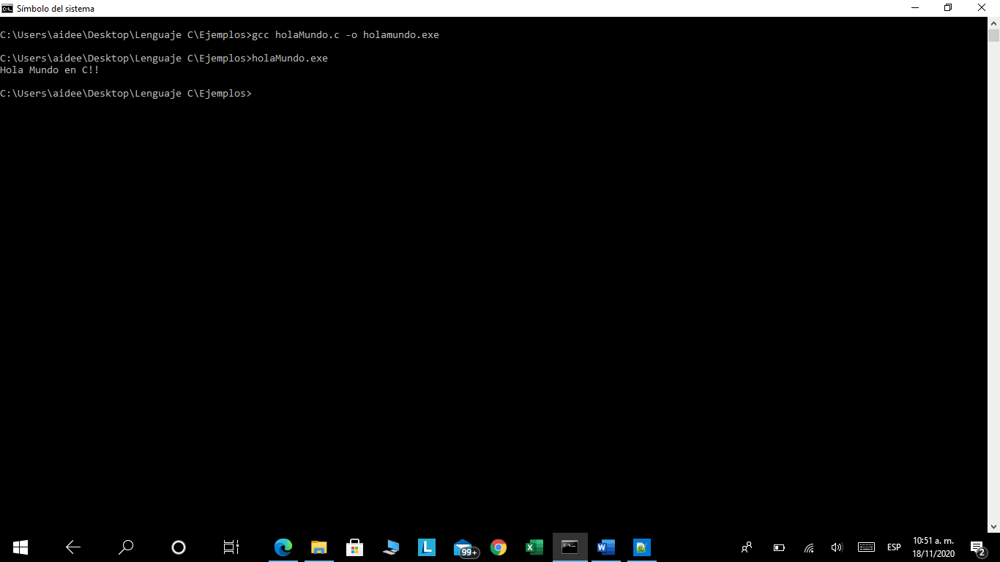 Símbolo del sistema
C:\Users\aidee\Desktop\Lenguaje C\Ejemplos>gcc holaMundo.c -o holamundo.exe
C:\Users\aidee\Desktop\Lenguaje C\Ejemplos>holaMundo.exe
Hola Mundo en C!!
C:\Users\aidee\Desktop\Lenguaje C\Ejemplos>
99+
ESP
10:51 a. m.
18/11/2020
2